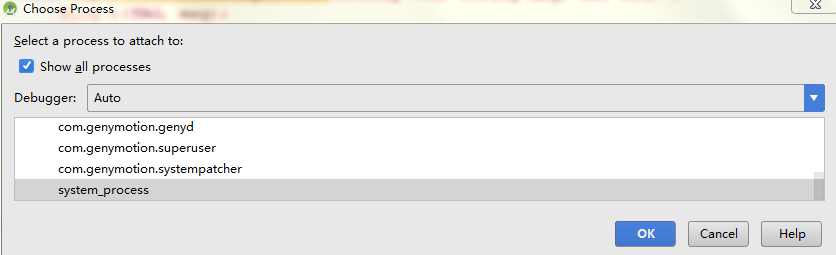 Choose Process
Select a process to attach to:
Show all processes
Debugger: Auto
com.genymotion.genyd
com.genymotion.superuser
com.genymotion.systempatcher
system_process
OK Cancel Help